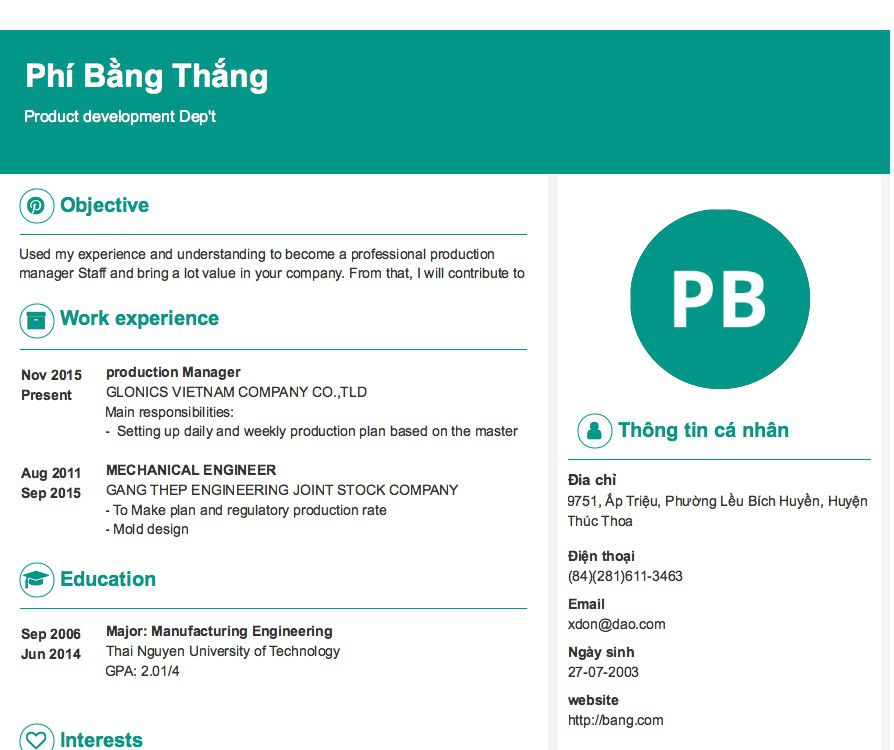 Phí Bằng Thắng
Product development Dep't
Objective
Used my experience and understanding to become a professional production
manager Staff and bring a lot value in your company. From that, I will contribute to
Work experience
Nov 2015
Present
production Manager
GLONICS VIETNAM COMPANY CO.,TLD
Main responsibilities:
- Setting up daily and weekly production plan based on the master
Aug 2011
Sep 2015
MECHANICAL ENGINEER
GANG THEP ENGINEERING JOINT STOCK COMPANY
- To Make plan and regulatory production rate
- Mold design
Education
Sep 2006
Jun 2014
Major: Manufacturing Engineering
Thai Nguyen University of Technology
GPA: 2.01/4
Interests
PB
Thông tin cá nhân
Đia chỉ
9751, Ấp Triệu, Phường Lều Bích Huyền, Huyện
Thúc Thoa
Điện thoại
(84)(281)611-3463
Email
xdon@dao.com
Ngày sinh
27-07-2003
website
http://bang.com